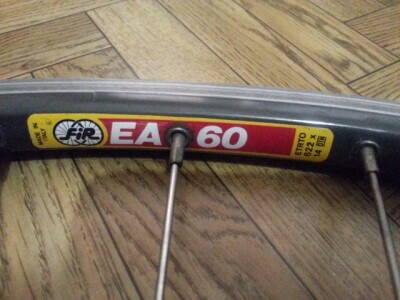 MADE IN
ITALY
FiR
EA 60
ETRTO
622 x
14